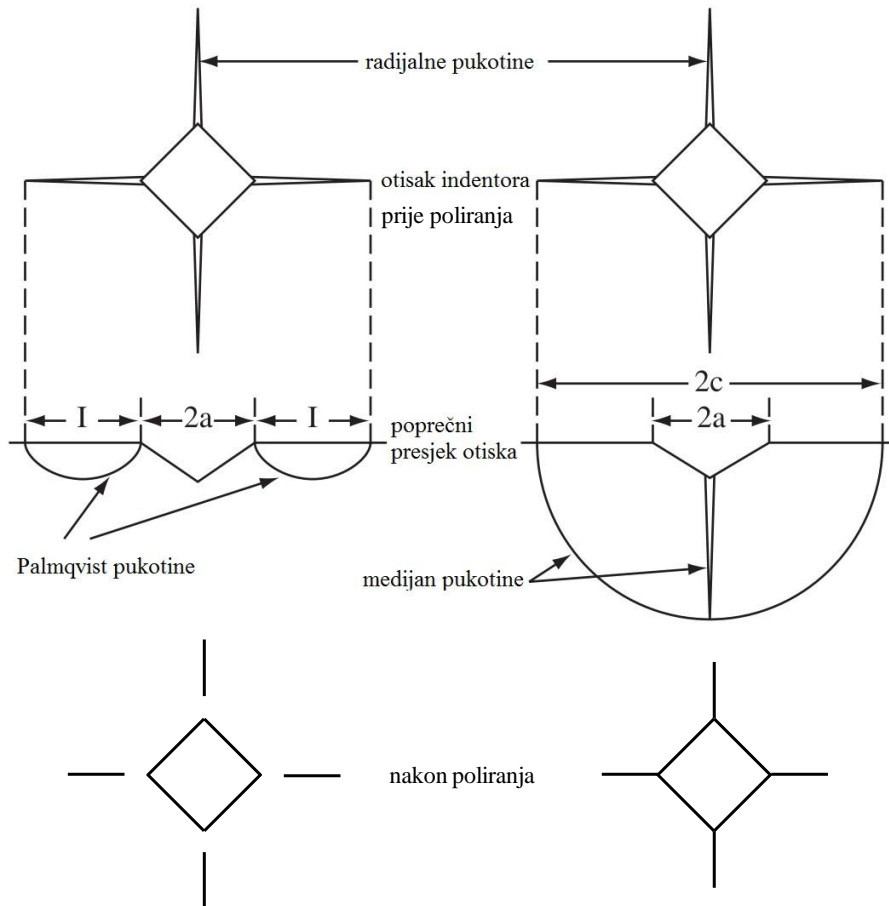 radijalne pukotine
otisak indentora
prije poliranja
2c
I
2a
I
2a
poprečni
presjek otiska
Palmqvist pukotine
medijan pukotine
nakon poliranja